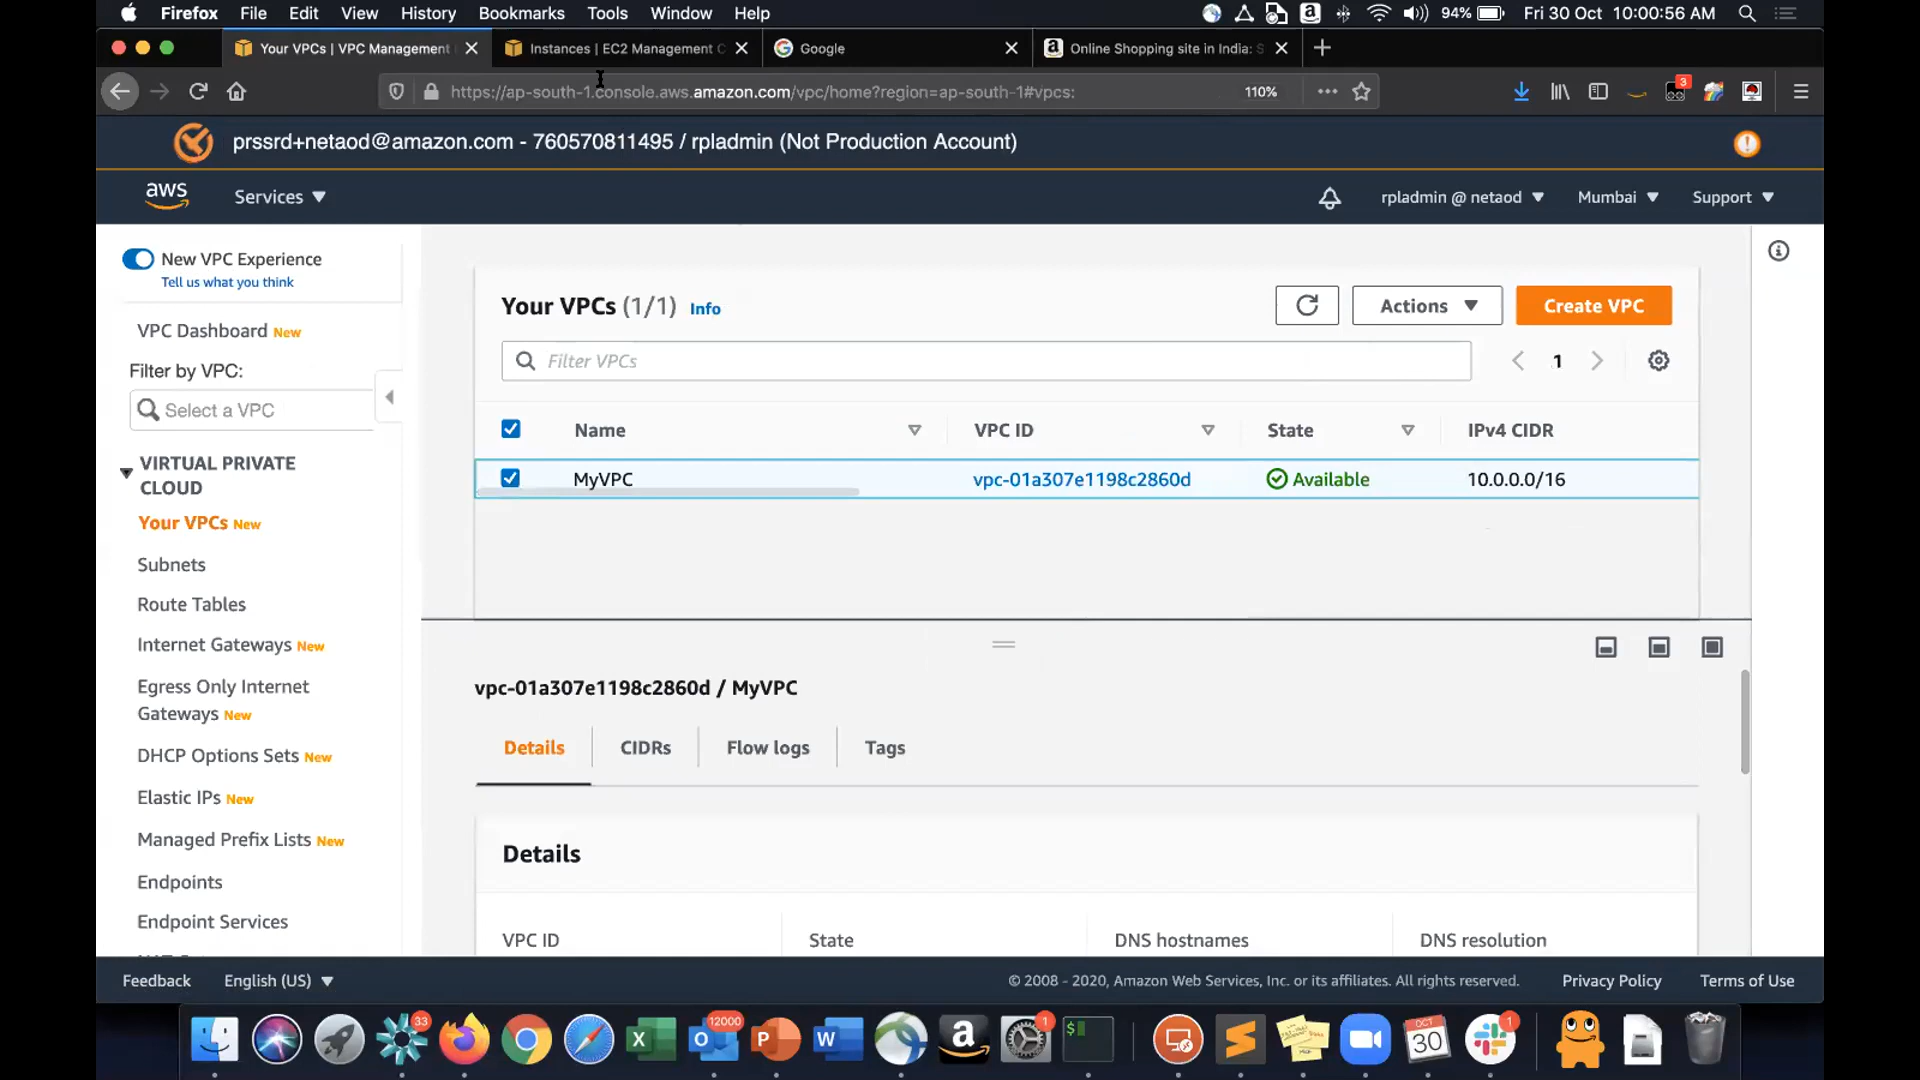 Firefox File Edit View History Bookmarks Tools Window Help 94% Fri 30 Oct 10:00:56 AM
Your VPCs | VPC Management Instances | EC2 Management C Google Online Shopping site in India: S
https://ap-south-1.console.aws.amazon.com/vpc/home?region=ap-south-1#vpcs: 110% 3
prssrd+netaod@amazon.com - 760570811495 / rpladmin (Not Production Account)
aws Services rpladmin @ netaod Mumbai Support
New VPC Experience
Tell us what you think
VPC Dashboard New
Filter by VPC:
Select a VPC
VIRTUAL PRIVATE
CLOUD
Your VPCs New
Subnets
Route Tables
Internet Gateways New
Egress Only Internet
Gateways New
DHCP Options Sets New
Elastic IPs New
Managed Prefix Lists New
Endpoints
Endpoint Services
Your VPCs (1/1) Info Actions Create VPC
Filter VPCs 1
Name VPC ID State IPv4 CIDR
MyVPC vpc-01a307e1198c2860d Available 10.0.0.0/16
vpc-01a307e1198c2860d / MyVPC
Details CIDRs Flow logs Tags
Details
VPC ID State DNS hostnames DNS resolution
Feedback English (US) © 2008 - 2020, Amazon Web Services, Inc. or its affiliates. All rights reserved. Privacy Policy Terms of Use
33 12000 1 OCT 30 1